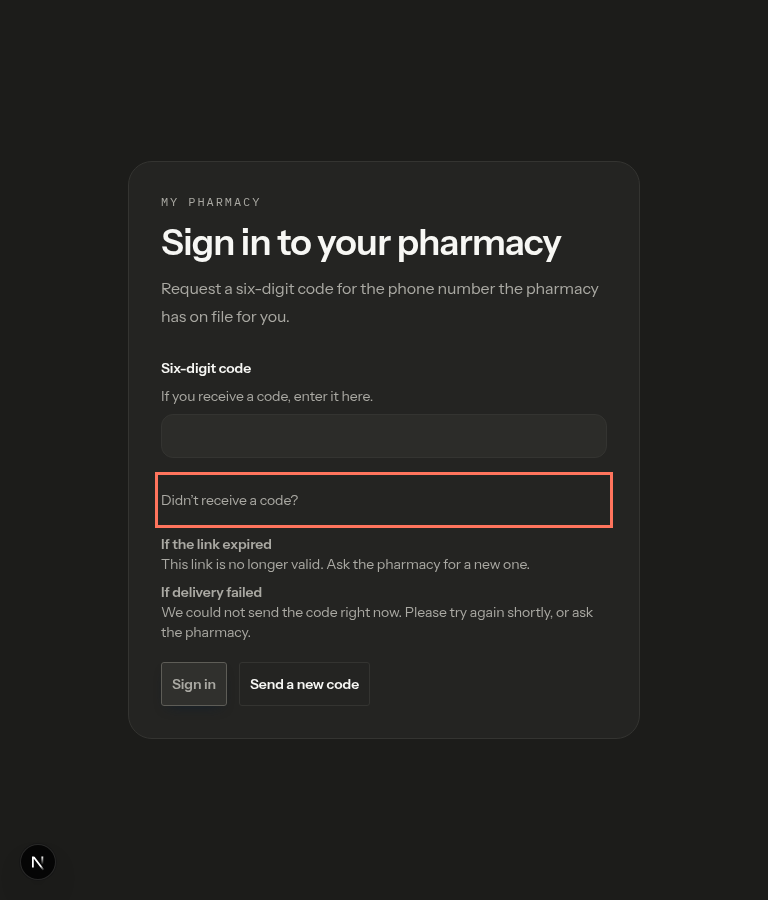 MY PHARMACY
Sign in to your pharmacy
Request a six-digit code for the phone number the pharmacy
has on file for you.
Six-digit code
If you receive a code, enter it here.
Didn't receive a code?
If the link expired
This link is no longer valid. Ask the pharmacy for a new one.
If delivery failed
We could not send the code right now. Please try again shortly, or ask
the pharmacy.
Sign in
Send a new code
N